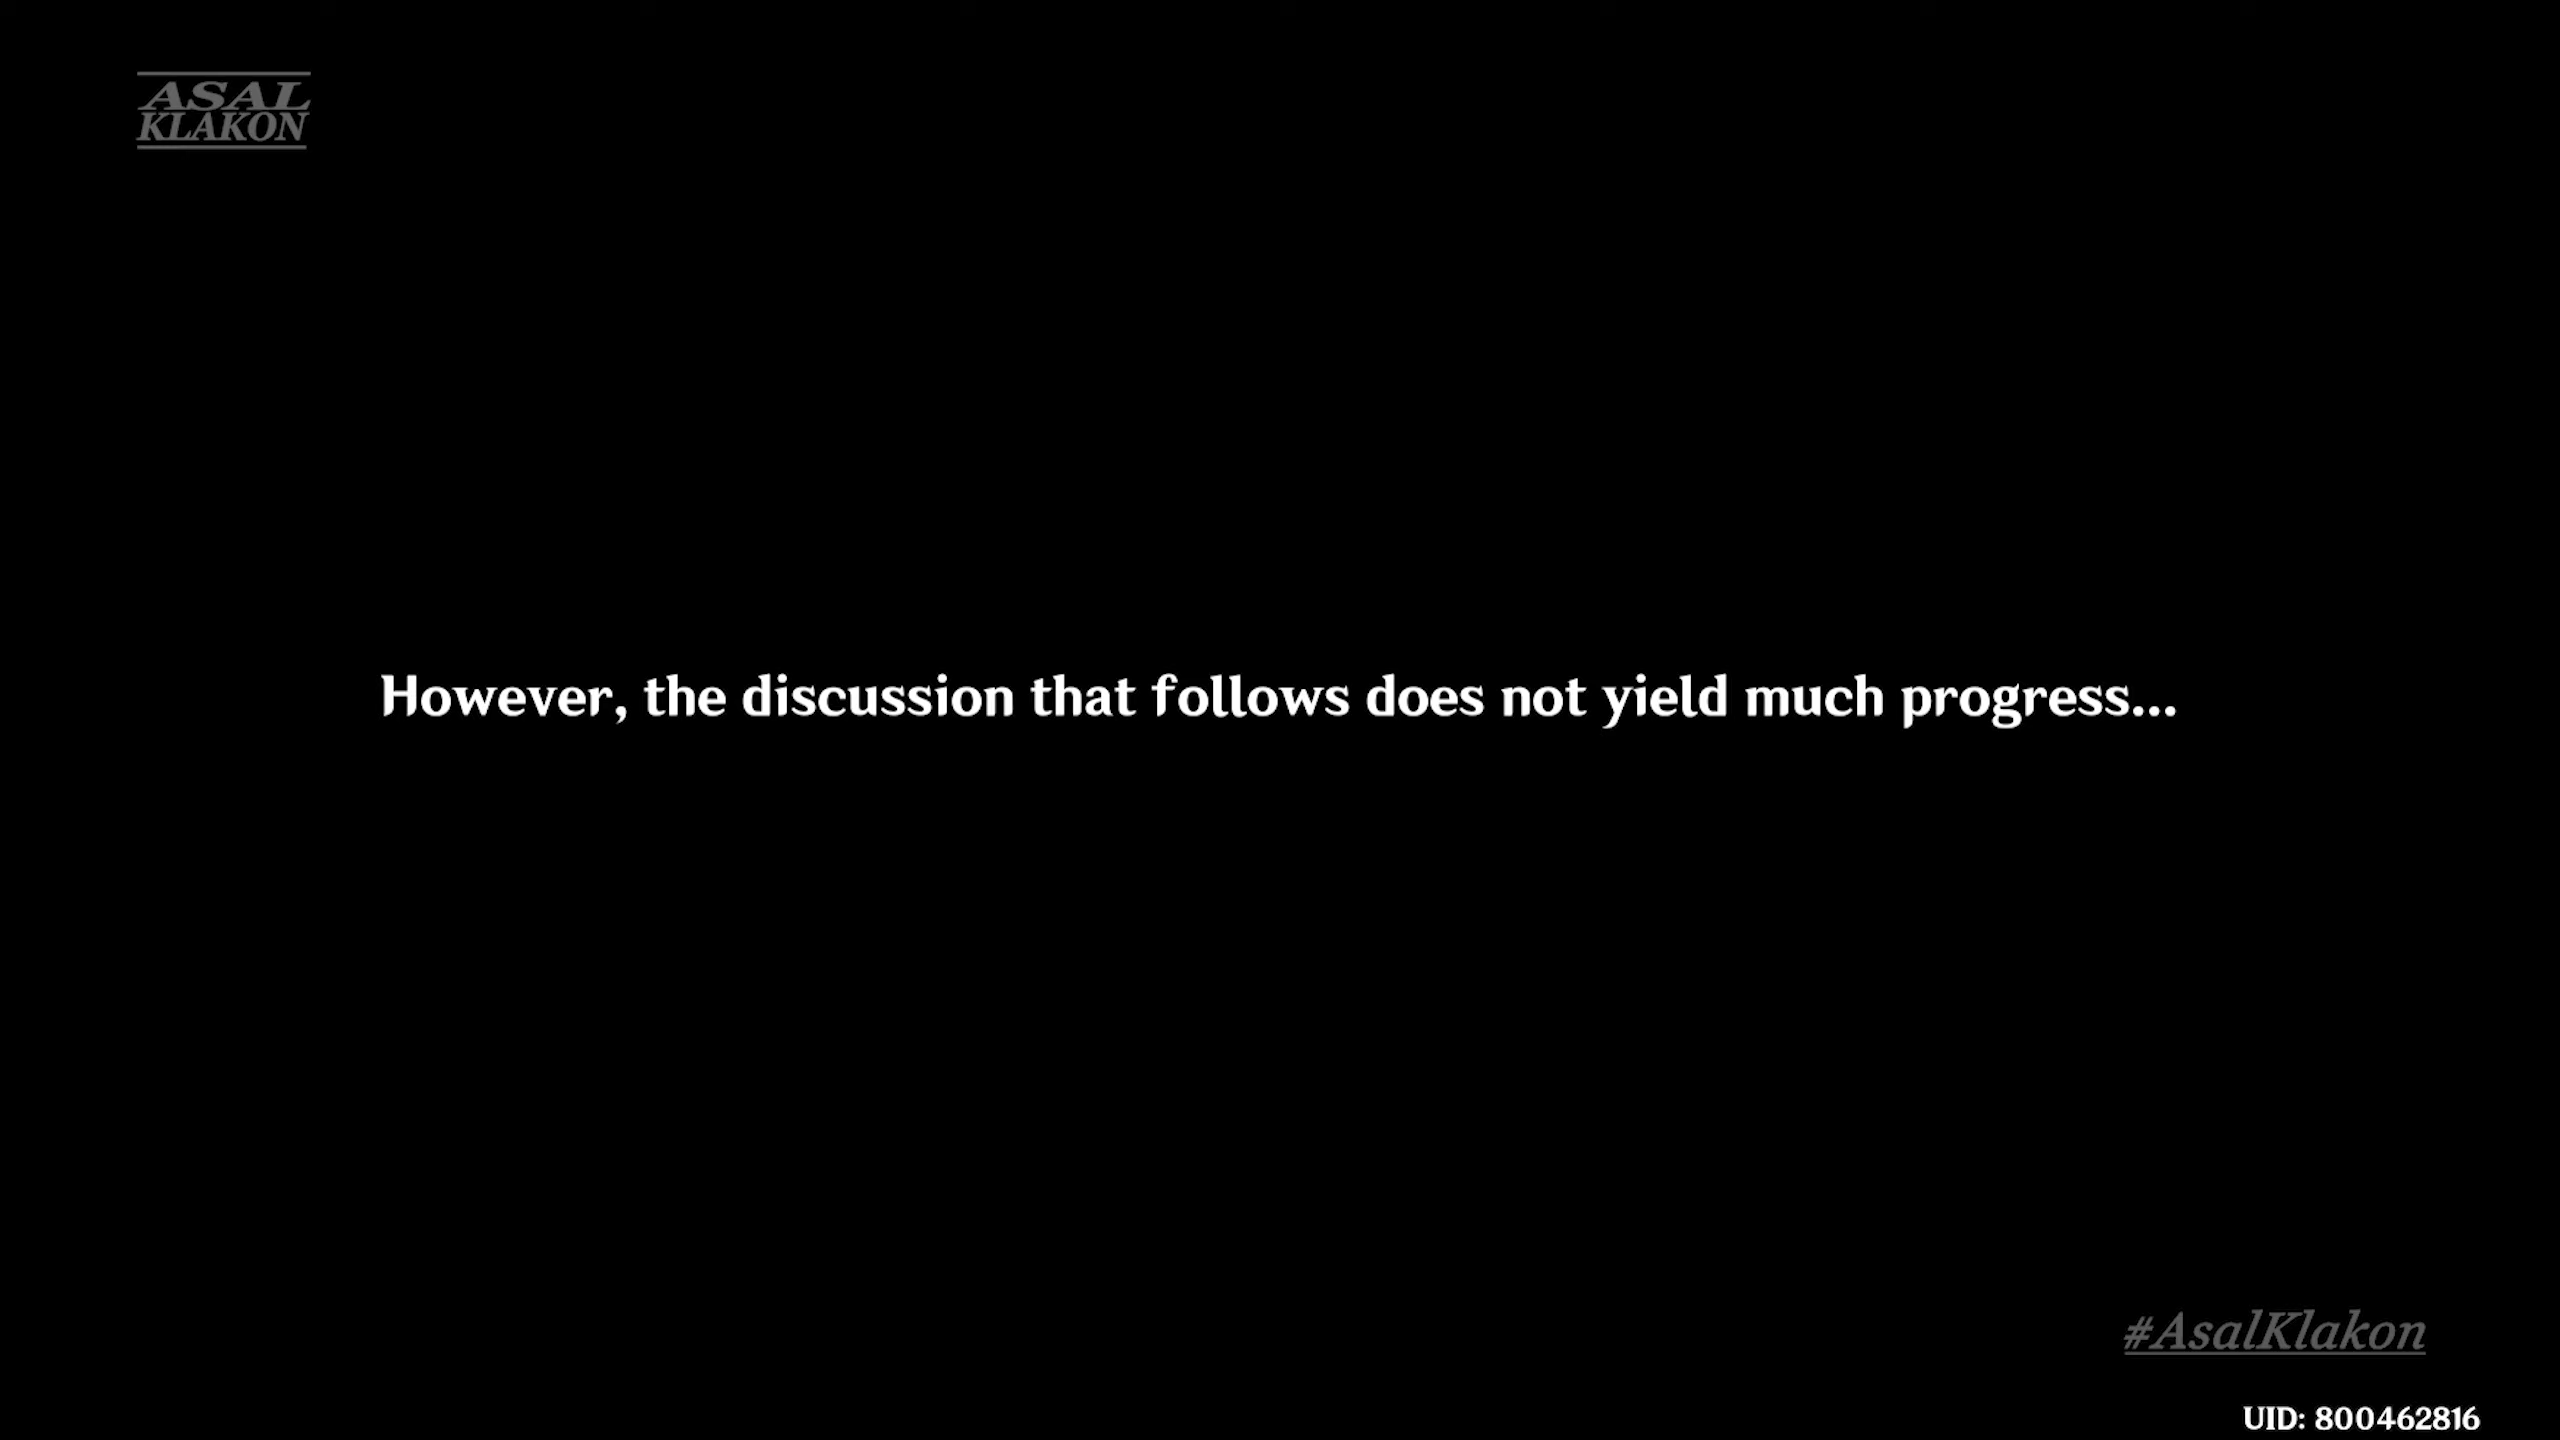 ASAL
KLAKON
However, the discussion that follows does not yield much progress...
#AsalKlakon
UID: 800462816